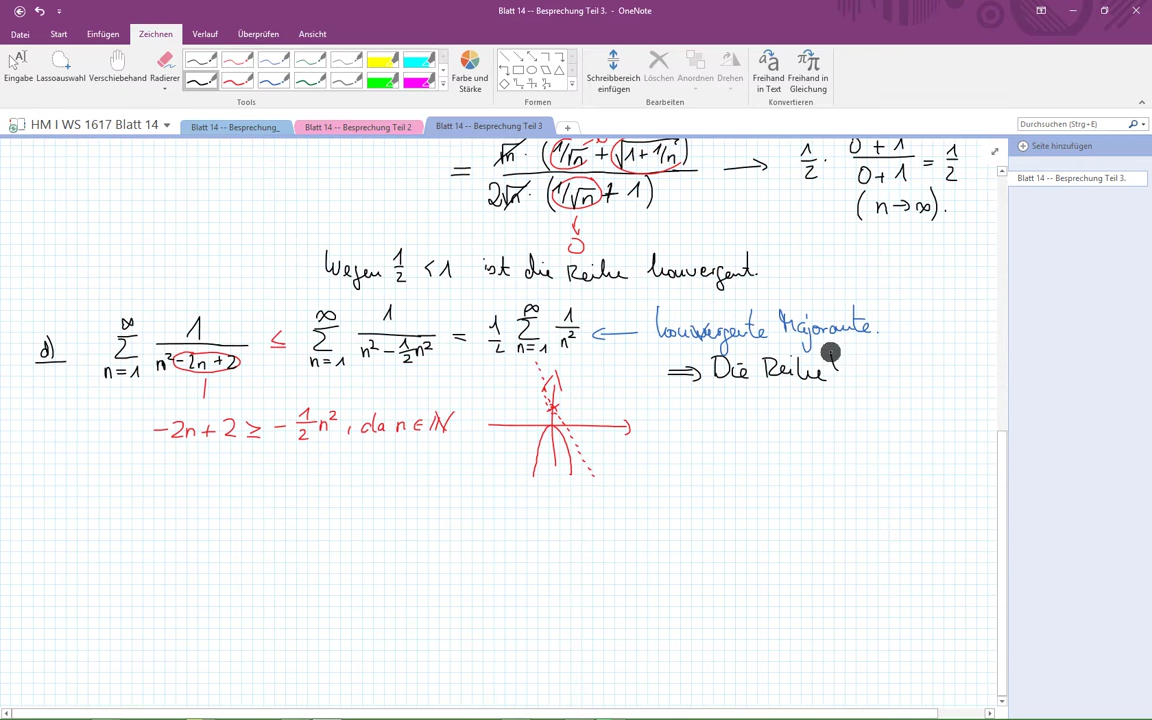 Blatt 14 -- Besprechung Teil 3. - OneNote
Datei Start Einfügen Zeichnen Verlauf Überprüfen Ansicht
Eingabe Lassoauswahl Verschiebehand Radierer
Farbe und Stärke
Schreibbereich einfügen
Löschen Anordnen Drehen
Freihand in Text
Freihand in Gleichung
Tools Formen Bearbeiten Konvertieren
HM I WS 1617 Blatt 14
Blatt 14 -- Besprechung_ Blatt 14 -- Besprechung Teil 2 Blatt 14 -- Besprechung Teil 3
Durchsuchen (Strg+E)
Seite hinzufügen
Blatt 14 -- Besprechung Teil 3.
= √n · (1/√n + √(1+1/n)) / 2√n · (1/√n + 1) → 1/2 · (0+1)/(0+1) = 1/2
(n→∞).
0
Wegen 1/2 < 1 ist die Reihe konvergent.
d) ∑_{n=1}^∞ 1/(n²-2n+2) ≤ ∑_{n=1}^∞ 1/(n² - 1/2 n²) = 1/2 ∑_{n=1}^∞ 1/n² ← konvergente Majorante.
⇒ Die Reihe
-2n+2 ≥ -1/2 n², da n ∈ ℕ